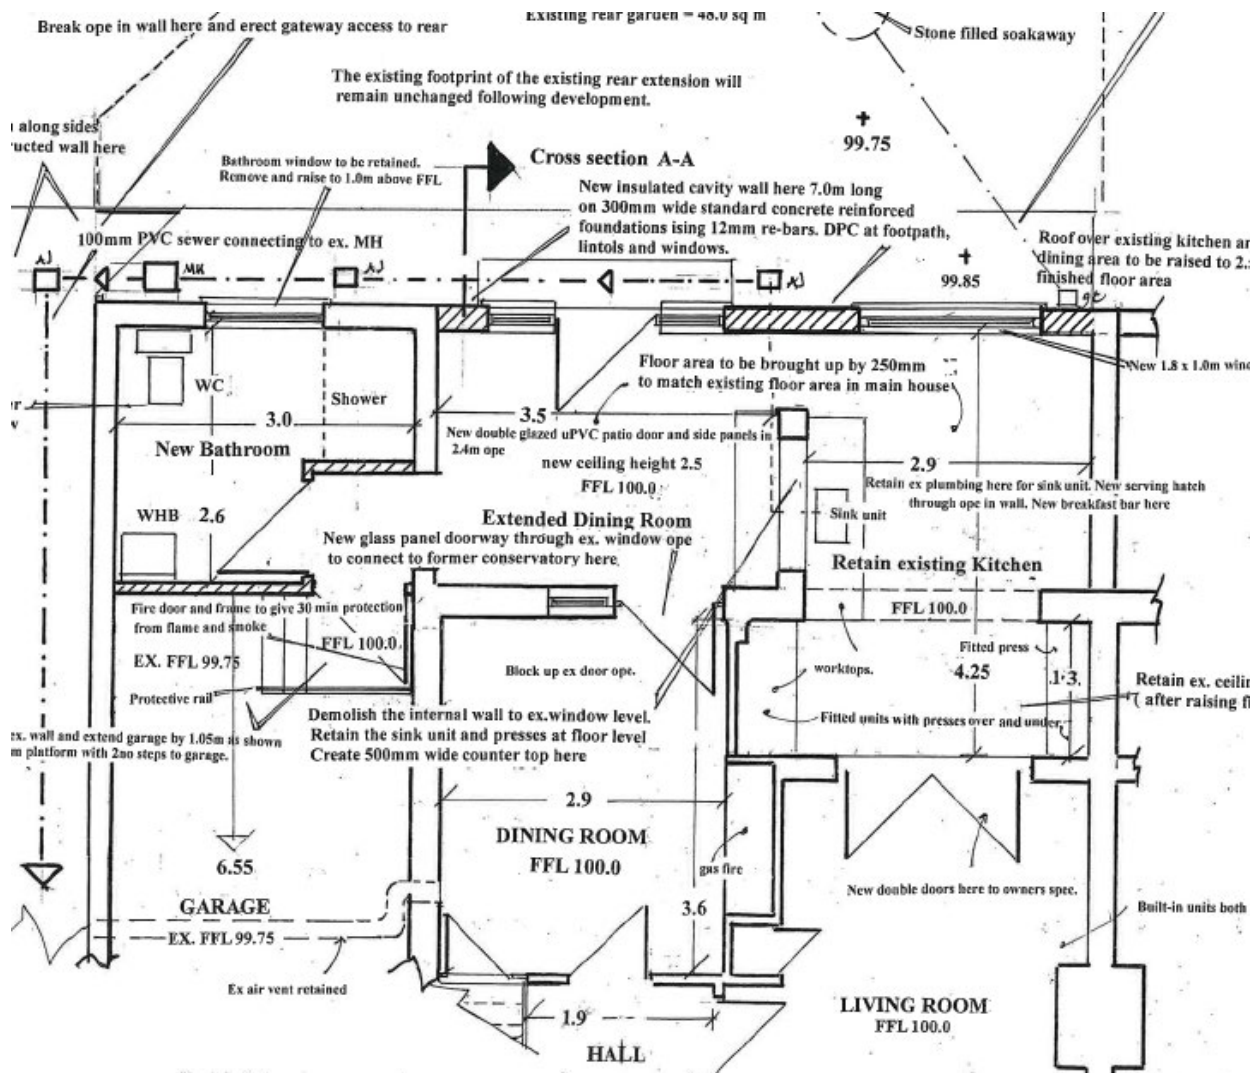 Existing rear garden = 48.0 sq m
Break ope in wall here and erect gateway access to rear
Stone filled soakaway
The existing footprint of the existing rear extension will
remain unchanged following development.
along sides
ructed wall here
99.75
Bathroom window to be retained.
Remove and raise to 1.0m above FFL
Cross section A-A
New insulated cavity wall here 7.0m long
on 300mm wide standard concrete reinforced
foundations ising 12mm re-bars. DPC at footpath,
lintols and windows.
100mm PVC sewer connecting to ex. MH
Roof over existing kitchen an
dining area to be raised to 2.
finished floor area
99.85
AJ
MH
AJ
AJ
gt
New 1.8 x 1.0m wind
Floor area to be brought up by 250mm
to match existing floor area in main house
WC
Shower
3.0
3.5
New Bathroom
New double glazed uPVC patio door and side panels in
2.4m ope
new ceiling height 2.5
FFL 100.0
2.9
Retain ex plumbing here for sink unit. New serving hatch
through ope in wall. New breakfast bar here
WHB
2.6
Sink unit
Extended Dining Room
New glass panel doorway through ex. window ope
to connect to former conservatory here
Retain existing Kitchen
FFL 100.0
Fire door and frame to give 30 min protection
from flame and smoke
FFL 100.0
EX. FFL 99.75
Fitted press
Block up ex door ope.
worktops.
4.25
1.3.
Protective rail
Retain ex. ceilin
( after raising fl
Demolish the internal wall to ex.window level.
Retain the sink unit and presses at floor level
Create 500mm wide counter top here
Fitted units with presses over and under
ex. wall and extend garage by 1.05m as shown
m platform with 2no steps to garage.
2.9
DINING ROOM
FFL 100.0
gas fire
6.55
New double doors here to owners spec.
GARAGE
3.6
Built-in units both
EX. FFL 99.75
Ex air vent retained
LIVING ROOM
FFL 100.0
1.9
HALL